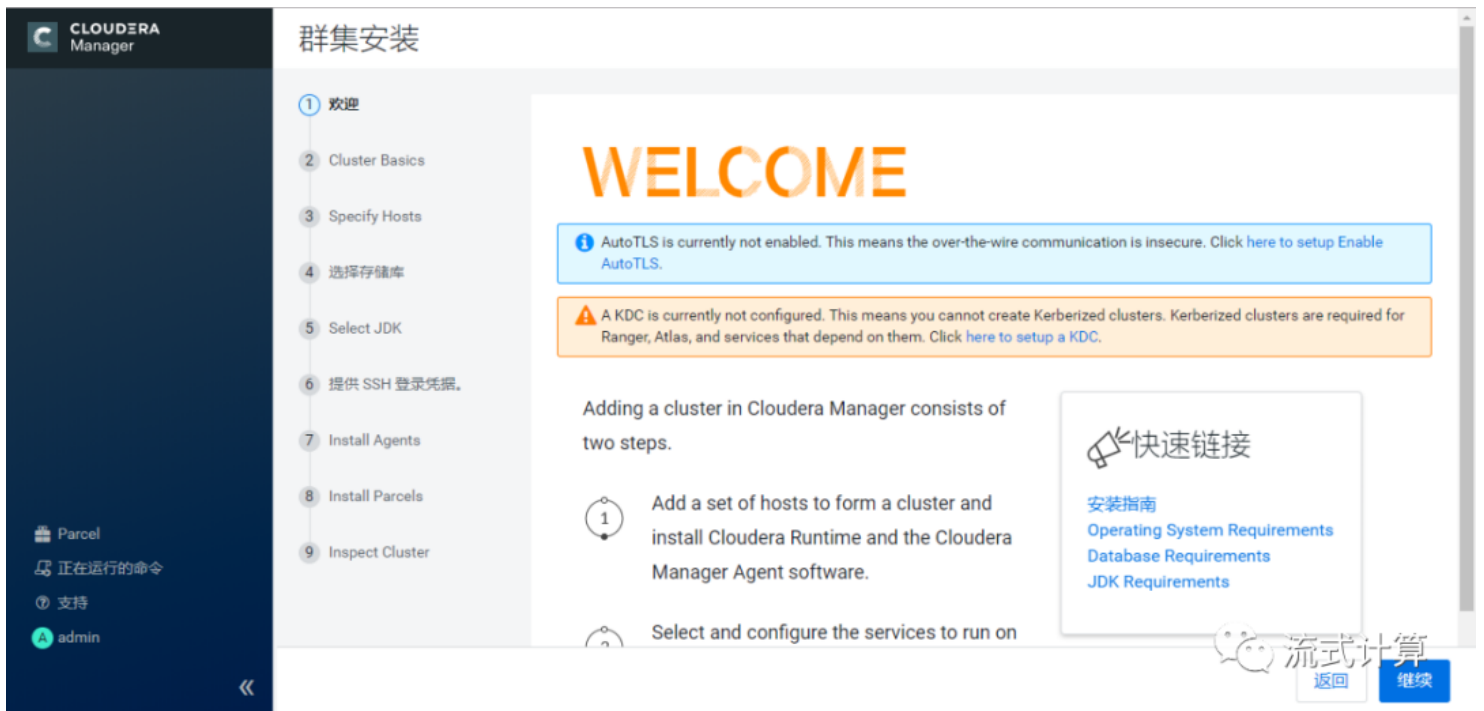 CLOUDERA
Manager
群集安装
1 欢迎
2 Cluster Basics
3 Specify Hosts
4 选择存储库
5 Select JDK
6 提供 SSH 登录凭据。
7 Install Agents
8 Install Parcels
9 Inspect Cluster
Parcel
正在运行的命令
支持
A admin
WELCOME
AutoTLS is currently not enabled. This means the over-the-wire communication is insecure. Click here to setup Enable
AutoTLS.
A KDC is currently not configured. This means you cannot create Kerberized clusters. Kerberized clusters are required for
Ranger, Atlas, and services that depend on them. Click here to setup a KDC.
Adding a cluster in Cloudera Manager consists of
two steps.
1 Add a set of hosts to form a cluster and
install Cloudera Runtime and the Cloudera
Manager Agent software.
2 Select and configure the services to run on
快速链接
安装指南
Operating System Requirements
Database Requirements
JDK Requirements
流式计算
返回
继续